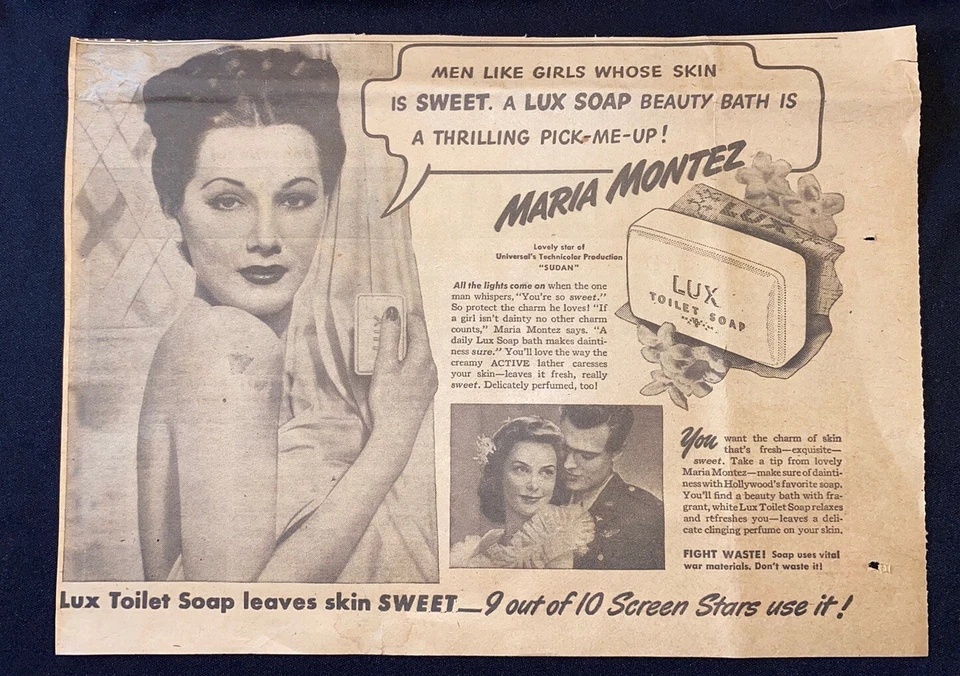 MEN LIKE GIRLS WHOSE SKIN
IS SWEET. A LUX SOAP BEAUTY BATH IS
A THRILLING PICK-ME-UP!
MARIA MONTEZ
Lovely star of
Universal's Technicolor Production
"SUDAN"
All the lights come on when the one
man whispers, "You're so sweet."
So protect the charm he loves! "If
a girl isn't dainty no other charm
counts," Maria Montez says. "A
daily Lux Soap bath makes dainti-
ness sure." You'll love the way the
creamy ACTIVE lather caresses
your skin—leaves it fresh, really
sweet. Delicately perfumed, too!
LUX
LUX
TOILET SOAP
LUX
You want the charm of skin
that's fresh—exquisite—
sweet. Take a tip from lovely
Maria Montez—make sure of dainti-
ness with Hollywood's favorite soap.
You'll find a beauty bath with fra-
grant, white Lux Toilet Soap relaxes
and refreshes you—leaves a deli-
cate clinging perfume on your skin.
FIGHT WASTE! Soap uses vital
war materials. Don't waste it!
Lux Toilet Soap leaves skin SWEET—9 out of 10 Screen Stars use it!